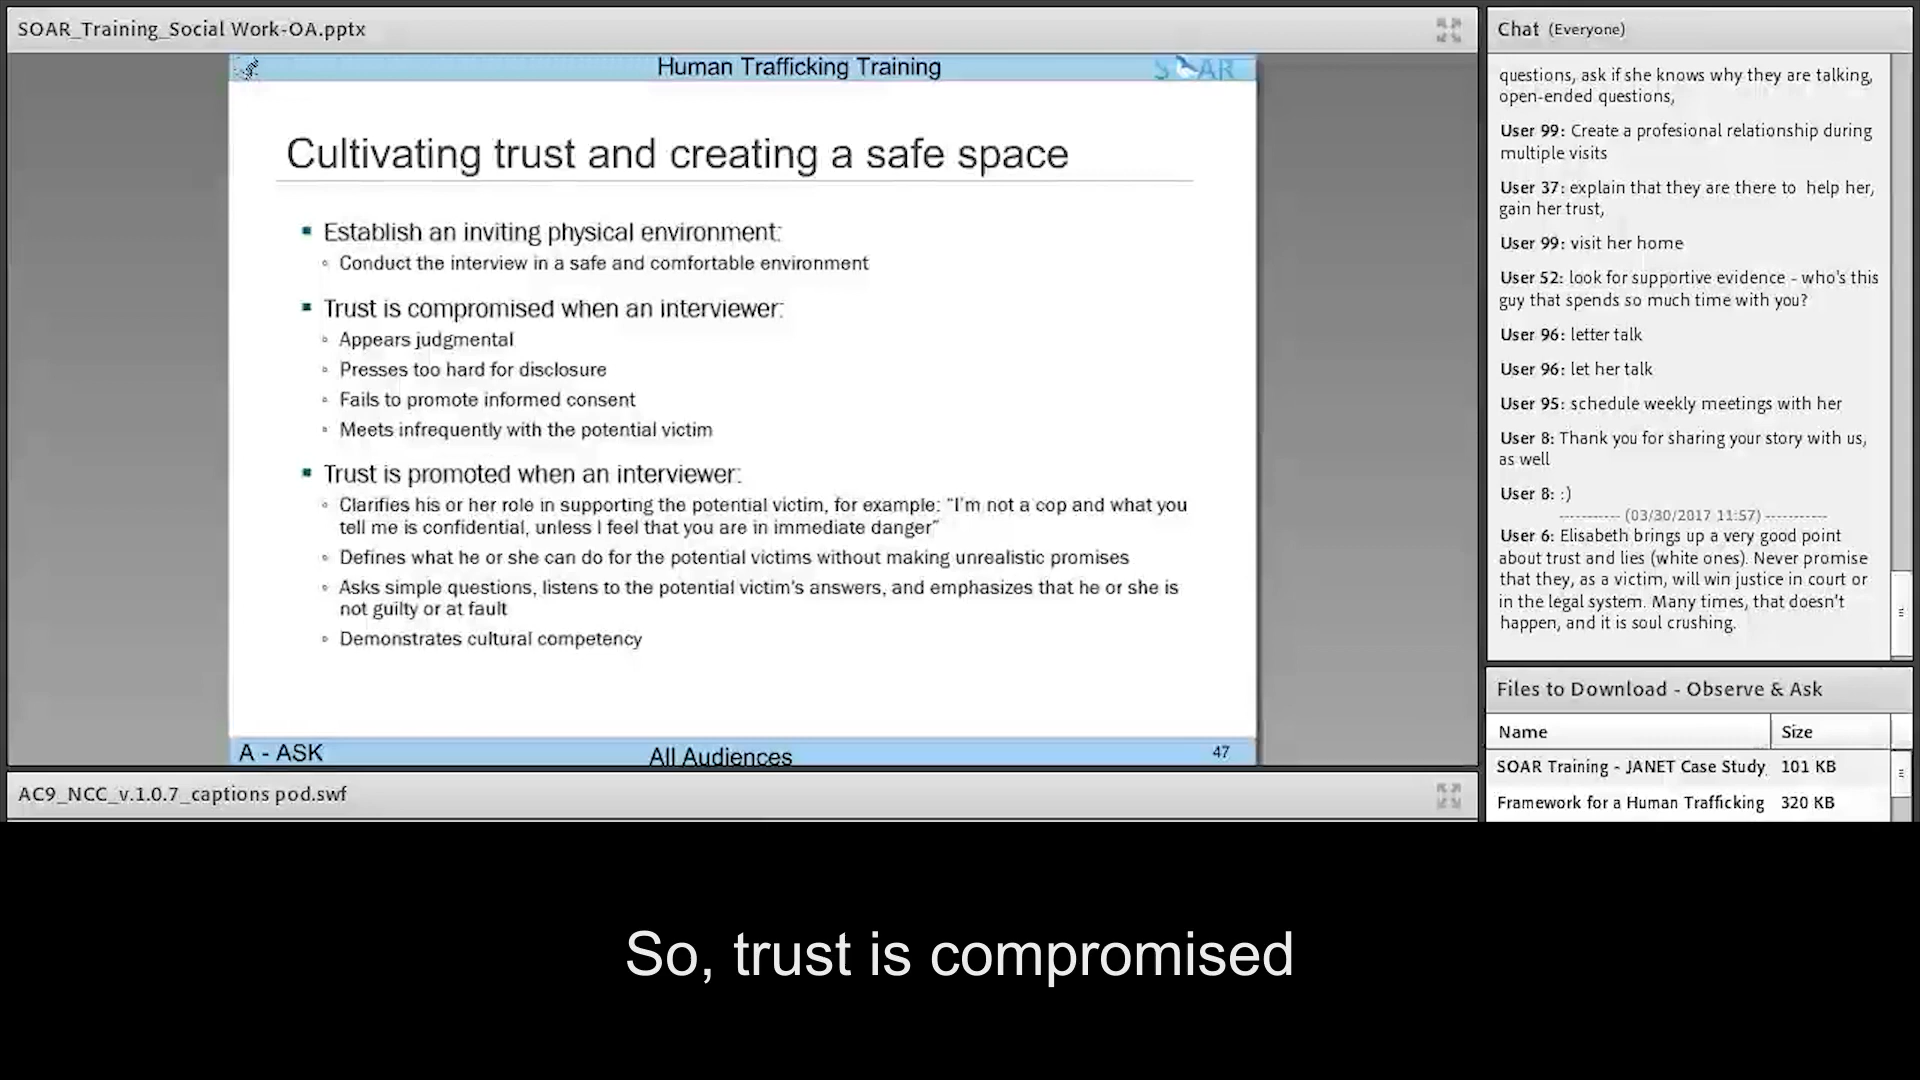 SOAR_Training_Social Work-OA.pptx
Human Trafficking Training
SOAR
Cultivating trust and creating a safe space
▪ Establish an inviting physical environment:
◦ Conduct the interview in a safe and comfortable environment
▪ Trust is compromised when an interviewer:
◦ Appears judgmental
◦ Presses too hard for disclosure
◦ Fails to promote informed consent
◦ Meets infrequently with the potential victim
▪ Trust is promoted when an interviewer:
◦ Clarifies his or her role in supporting the potential victim, for example: “I’m not a cop and what you
tell me is confidential, unless I feel that you are in immediate danger”
◦ Defines what he or she can do for the potential victims without making unrealistic promises
◦ Asks simple questions, listens to the potential victim’s answers, and emphasizes that he or she is
not guilty or at fault
◦ Demonstrates cultural competency
A - ASK
All Audiences
47
AC9_NCC_v.1.0.7_captions pod.swf
So, trust is compromised
Chat (Everyone)
questions, ask if she knows why they are talking,
open-ended questions,
User 99: Create a profesional relationship during
multiple visits
User 37: explain that they are there to  help her,
gain her trust,
User 99: visit her home
User 52: look for supportive evidence - who's this
guy that spends so much time with you?
User 96: letter talk
User 96: let her talk
User 95: schedule weekly meetings with her
User 8: Thank you for sharing your story with us,
as well
User 8: :)
---------- (03/30/2017 11:57) ----------
User 6: Elisabeth brings up a very good point
about trust and lies (white ones). Never promise
that they, as a victim, will win justice in court or
in the legal system. Many times, that doesn't
happen, and it is soul crushing.
Files to Download - Observe & Ask
Name Size
SOAR Training - JANET Case Study 101 KB
Framework for a Human Trafficking 320 KB